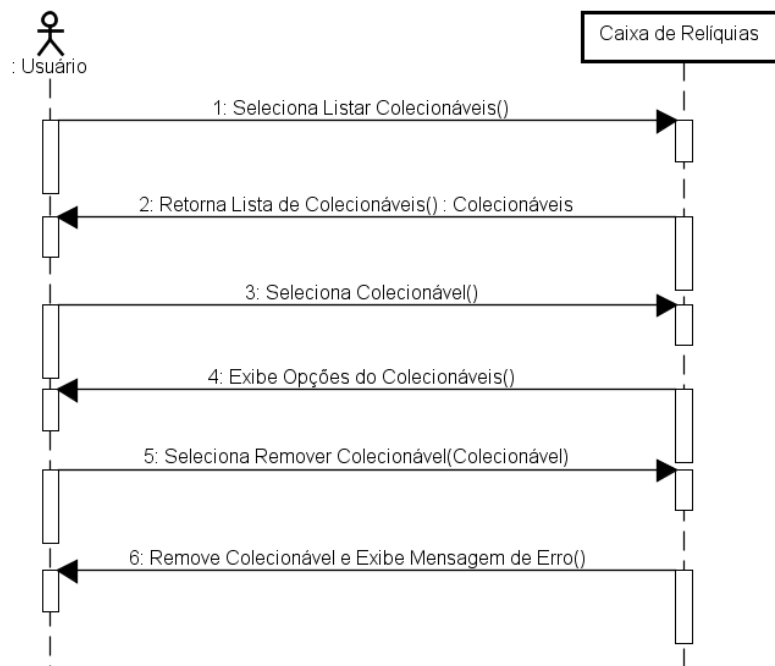 Caixa de Relíquias
: Usuário
1: Seleciona Listar Colecionáveis()
2: Retorna Lista de Colecionáveis() : Colecionáveis
3: Seleciona Colecionável()
4: Exibe Opções do Colecionáveis()
5: Seleciona Remover Colecionável(Colecionável)
6: Remove Colecionável e Exibe Mensagem de Erro()